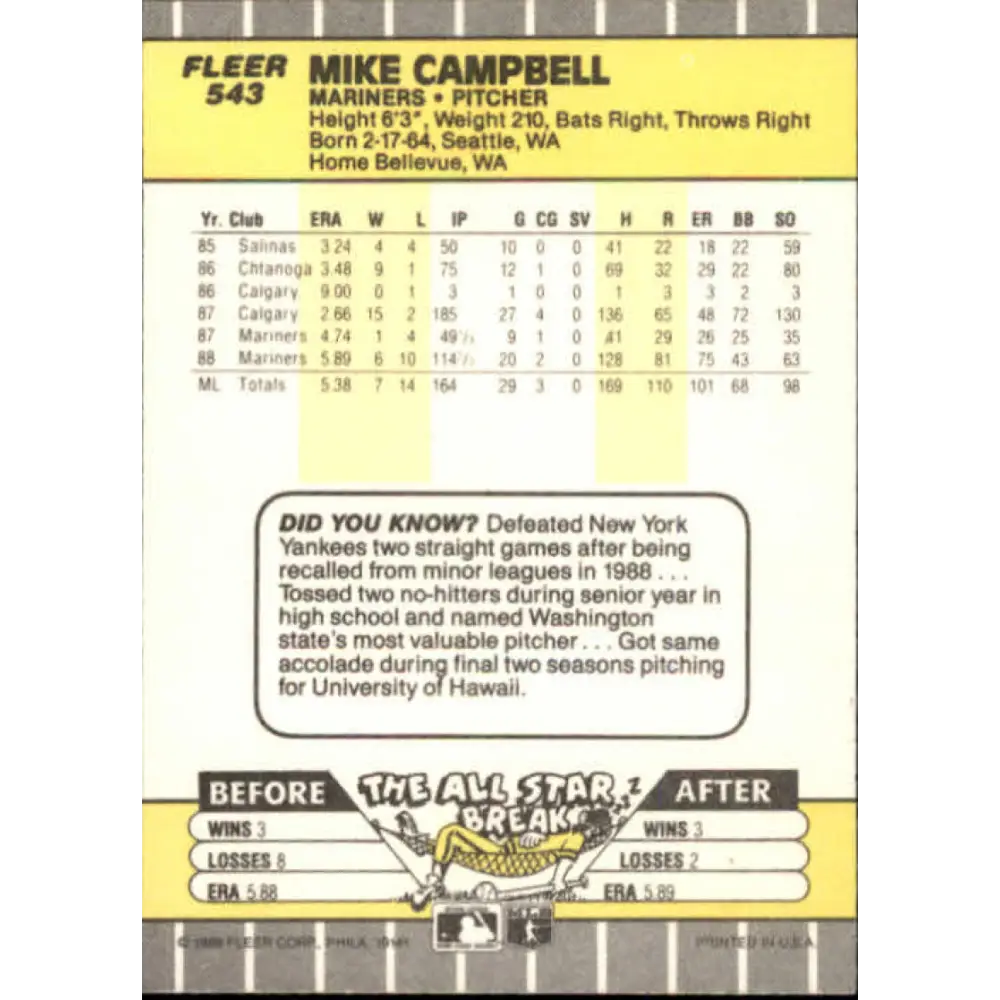 FLEER 543
MIKE CAMPBELL
MARINERS • PITCHER
Height 6'3", Weight 210, Bats Right, Throws Right
Born 2-17-64, Seattle, WA
Home Bellevue, WA
Yr. Club ERA W L IP G CG SV H R ER BB SO
85 Salinas 3.24 4 4 50 10 0 0 41 22 18 22 59
86 Chtanoga 3.48 9 1 75 12 1 0 69 32 29 22 80
86 Calgary 9.00 0 1 3 1 0 0 1 3 3 2 3
87 Calgary 2.66 15 2 185 27 4 0 136 65 48 72 130
87 Mariners 4.74 1 4 49 9 1 0 41 29 26 25 35
88 Mariners 5.89 6 10 114 20 2 0 128 81 75 43 63
ML Totals 5.38 7 14 164 29 3 0 169 110 101 68 98
DID YOU KNOW? Defeated New York
Yankees two straight games after being
recalled from minor leagues in 1988 . . .
Tossed two no-hitters during senior year in
high school and named Washington
state's most valuable pitcher . . . Got same
accolade during final two seasons pitching
for University of Hawaii.
BEFORE THE ALL STAR BREAK ZZZ AFTER
WINS 3 WINS 3
LOSSES 8 LOSSES 2
ERA 5.88 ERA 5.89
FLEER CORP., PHILA. 19141 PRINTED IN U.S.A.